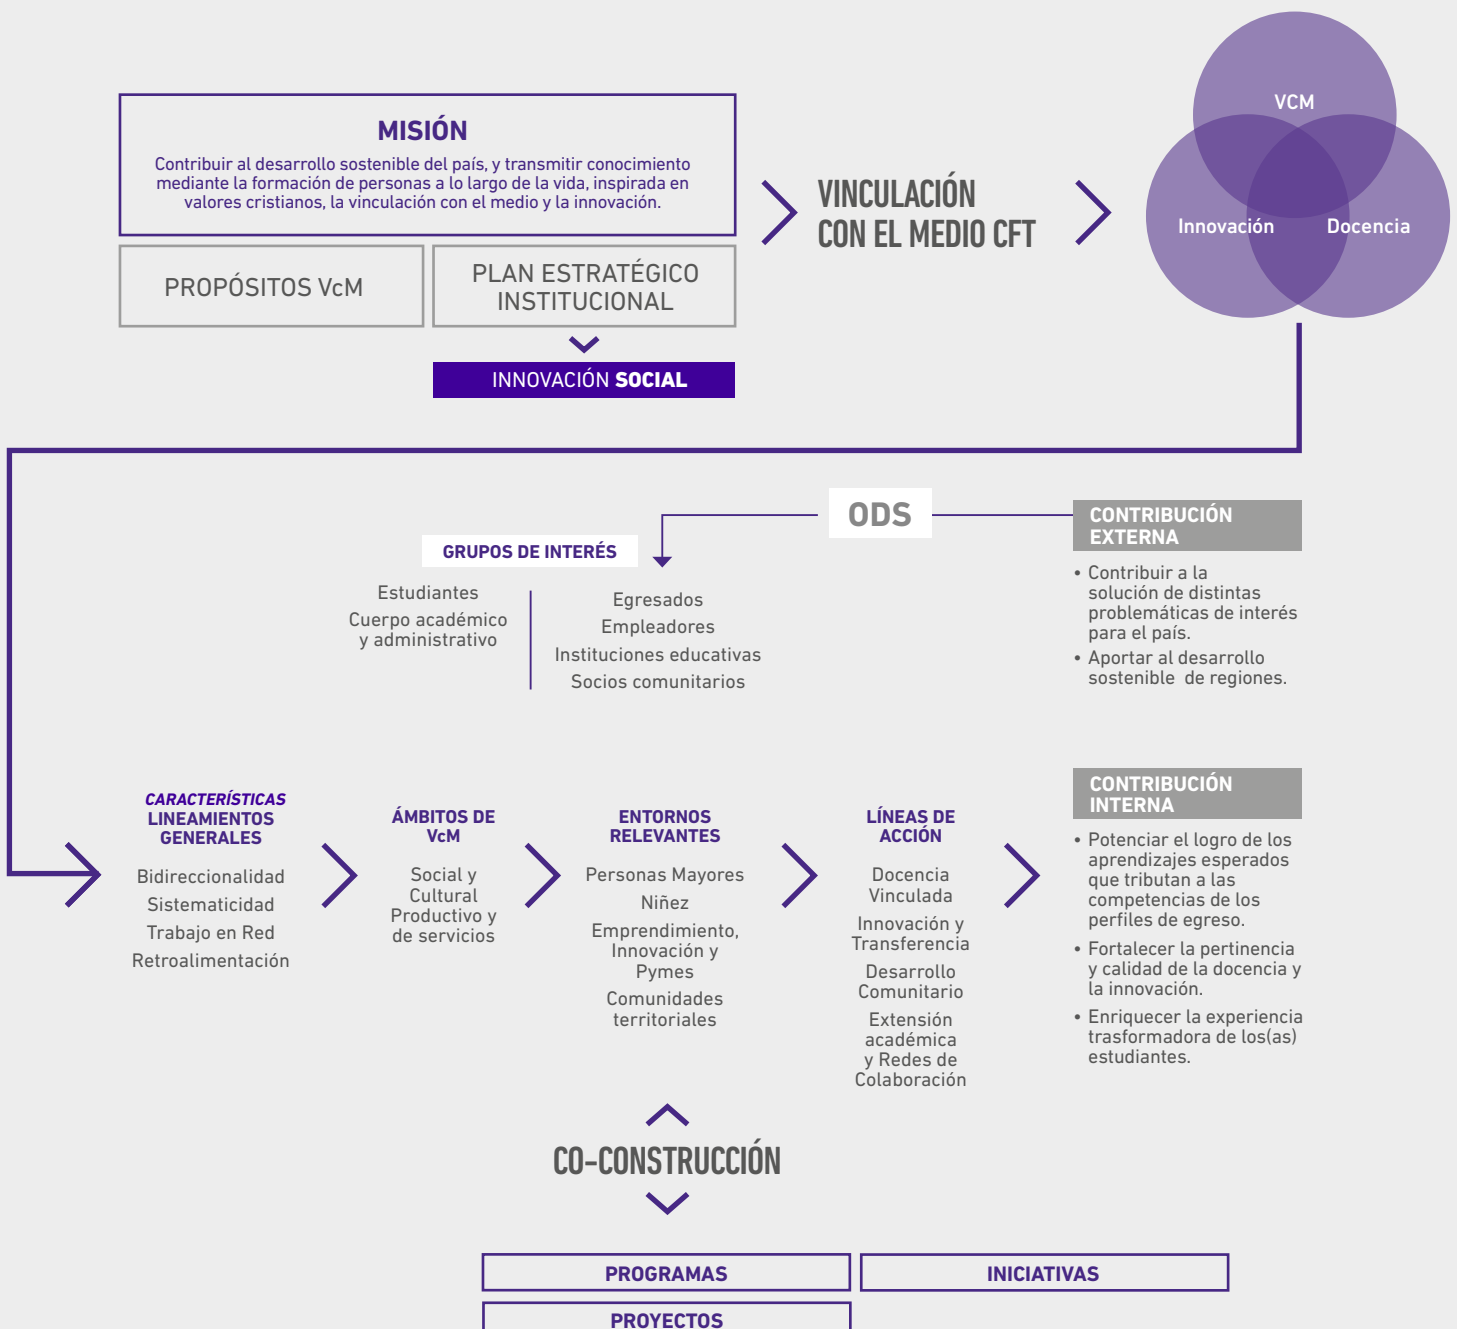 MISIÓN
Contribuir al desarrollo sostenible del país, y transmitir conocimiento
mediante la formación de personas a lo largo de la vida, inspirada en
valores cristianos, la vinculación con el medio y la innovación.
PROPÓSITOS VcM
PLAN ESTRATÉGICO
INSTITUCIONAL
INNOVACIÓN SOCIAL
VINCULACIÓN
CON EL MEDIO CFT
VCM
Innovación
Docencia
ODS
GRUPOS DE INTERÉS
Estudiantes
Cuerpo académico
y administrativo
Egresados
Empleadores
Instituciones educativas
Socios comunitarios
CONTRIBUCIÓN
EXTERNA
• Contribuir a la
solución de distintas
problemáticas de interés
para el país.
• Aportar al desarrollo
sostenible de regiones.
CARACTERÍSTICAS
LINEAMIENTOS
GENERALES
Bidireccionalidad
Sistematicidad
Trabajo en Red
Retroalimentación
ÁMBITOS DE
VcM
Social y
Cultural
Productivo y
de servicios
ENTORNOS
RELEVANTES
Personas Mayores
Niñez
Emprendimiento,
Innovación y
Pymes
Comunidades
territoriales
LÍNEAS DE
ACCIÓN
Docencia
Vinculada
Innovación y
Transferencia
Desarrollo
Comunitario
Extensión
académica
y Redes de
Colaboración
CONTRIBUCIÓN
INTERNA
• Potenciar el logro de los
aprendizajes esperados
que tributan a las
competencias de los
perfiles de egreso.
• Fortalecer la pertinencia
y calidad de la docencia y
la innovación.
• Enriquecer la experiencia
trasformadora de los(as)
estudiantes.
CO-CONSTRUCCIÓN
PROGRAMAS
INICIATIVAS
PROYECTOS